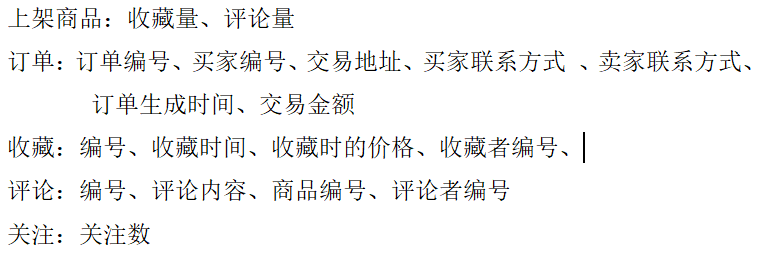 上架商品：收藏量、评论量
订单：订单编号、买家编号、交易地址、买家联系方式 、卖家联系方式、
订单生成时间、交易金额
收藏：编号、收藏时间、收藏时的价格、收藏者编号、
评论：编号、评论内容、商品编号、评论者编号
关注：关注数